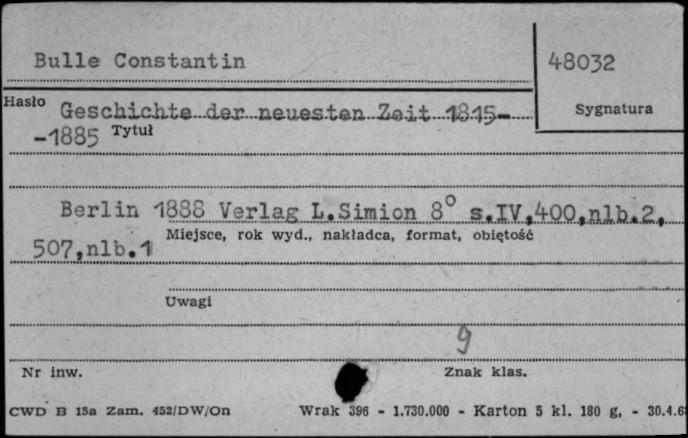 Bulle Constantin
48032
Hasło
Geschichte der neuesten Zeit 1815-
Sygnatura
-1885 Tytuł
Berlin 1888 Verlag L.Simion 8° s.IV,400,nlb.2,
Miejsce, rok wyd., nakładca, format, objętość
507,nlb.1
Uwagi
9
Nr inw.
Znak klas.
CWD B 15a Zam. 452/DW/On
Wrak 396 - 1.730.000 - Karton 5 kl. 180 g, - 30.4.6